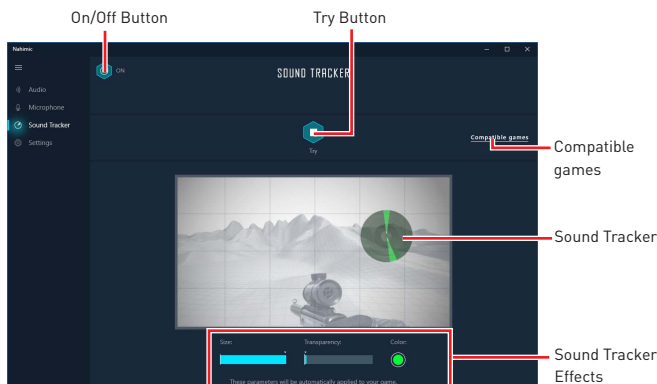 On/Off Button
Try Button
Nahimic
ON
SOUND TRACKER
Audio
Microphone
Sound Tracker
Settings
Try
Compatible games
Compatible
games
Sound Tracker
Size:
Transparency:
Color:
These parameters will be automatically applied to your game.
Sound Tracker
Effects